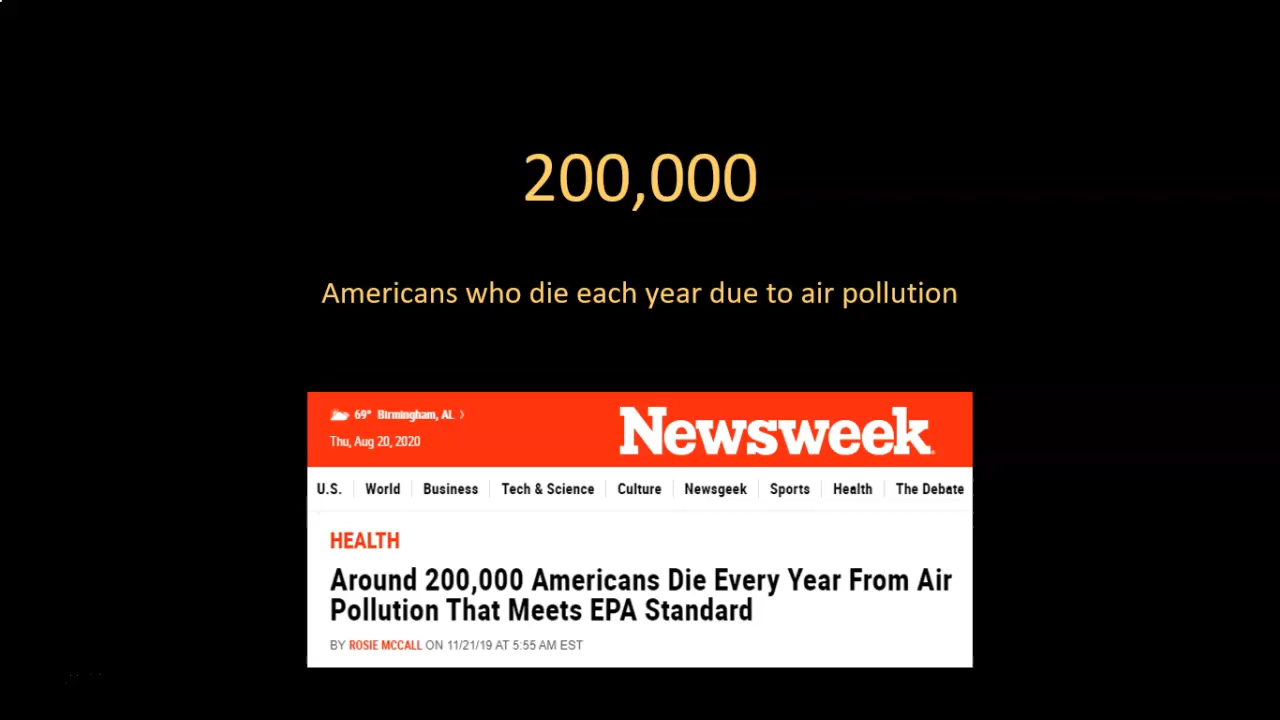 200,000
Americans who die each year due to air pollution
69° Birmingham, AL 〉
Thu, Aug 20, 2020
Newsweek
U.S. World Business Tech & Science Culture Newsgeek Sports Health The Debate
HEALTH
Around 200,000 Americans Die Every Year From Air
Pollution That Meets EPA Standard
BY ROSIE MCCALL ON 11/21/19 AT 5:55 AM EST